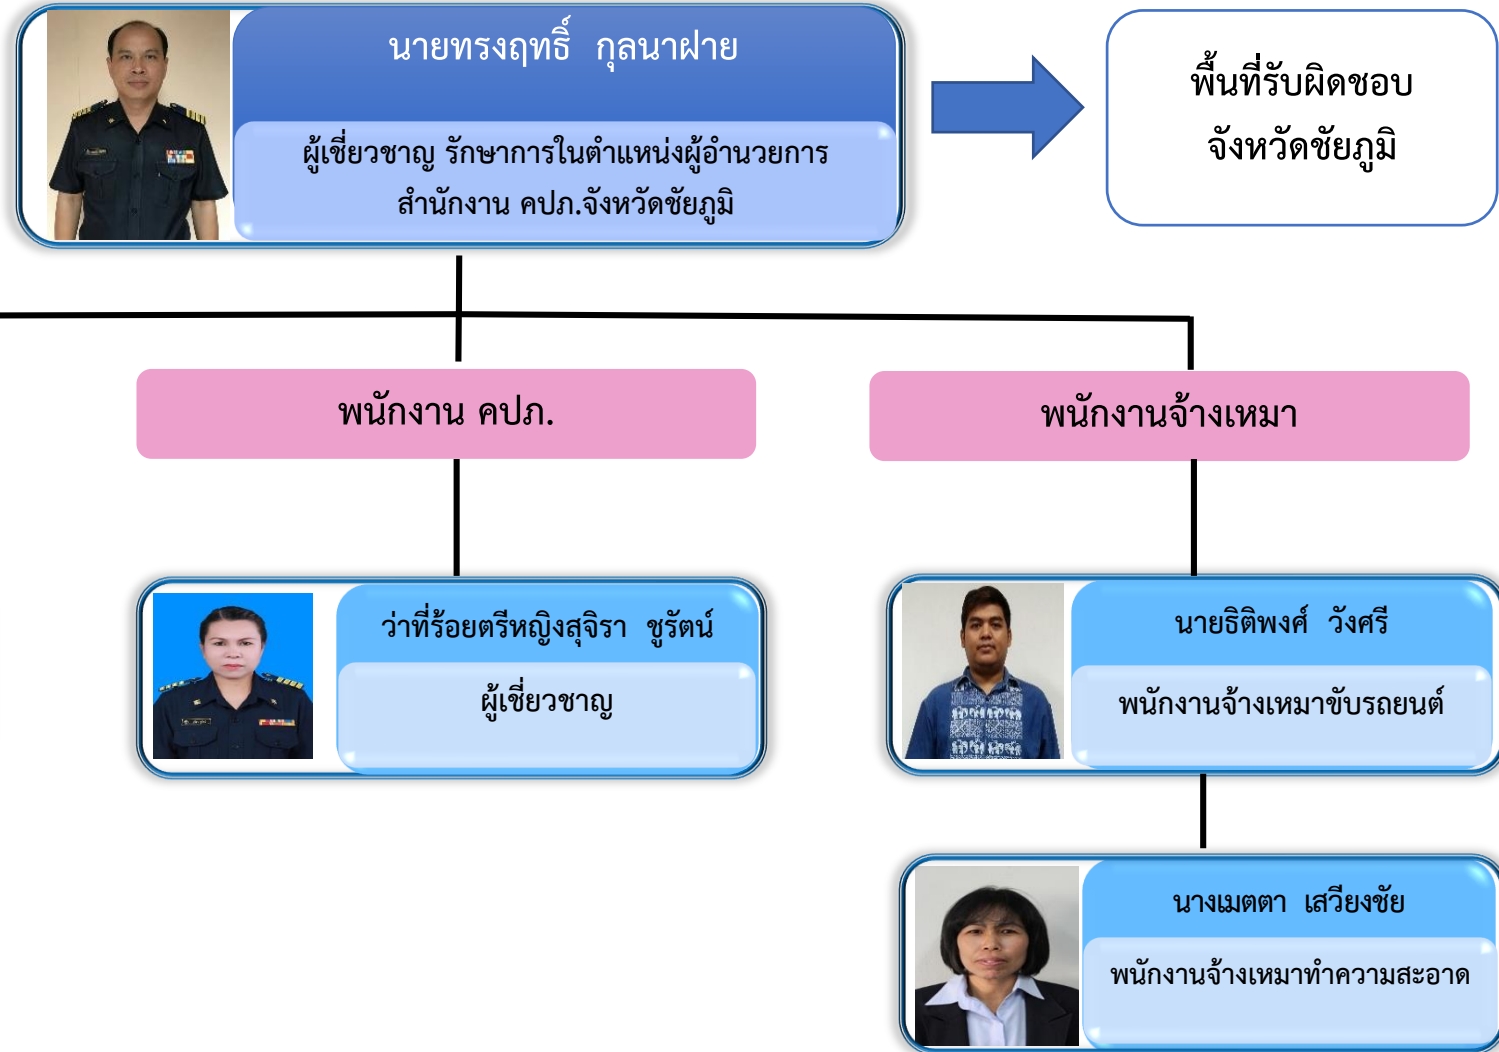 นายทรงฤทธิ์ กุลนาฝาย
ผู้เชี่ยวชาญ รักษาการในตำแหน่งผู้อำนวยการ
สำนักงาน คปภ.จังหวัดชัยภูมิ
พื้นที่รับผิดชอบ
จังหวัดชัยภูมิ
พนักงาน คปภ.
พนักงานจ้างเหมา
ว่าที่ร้อยตรีหญิงสุจิรา ชูรัตน์
ผู้เชี่ยวชาญ
นายธิติพงศ์ วังศรี
พนักงานจ้างเหมาขับรถยนต์
นางเมตตา เสวียงชัย
พนักงานจ้างเหมาทำความสะอาด